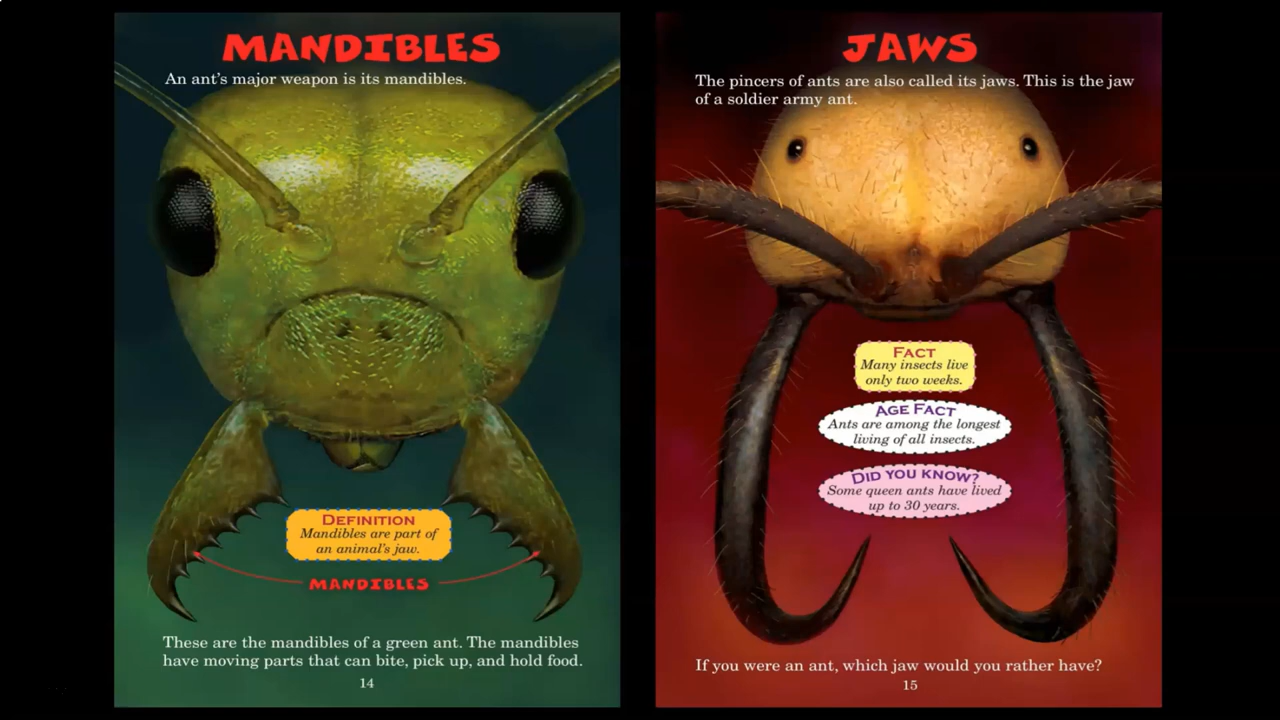 MANDIBLES
An ant's major weapon is its mandibles.
DEFINITION
Mandibles are part of
an animal's jaw.
MANDIBLES
These are the mandibles of a green ant. The mandibles
have moving parts that can bite, pick up, and hold food.
14
JAWS
The pincers of ants are also called its jaws. This is the jaw
of a soldier army ant.
FACT
Many insects live
only two weeks.
AGE FACT
Ants are among the longest
living of all insects.
DID YOU KNOW?
Some queen ants have lived
up to 30 years.
If you were an ant, which jaw would you rather have?
15